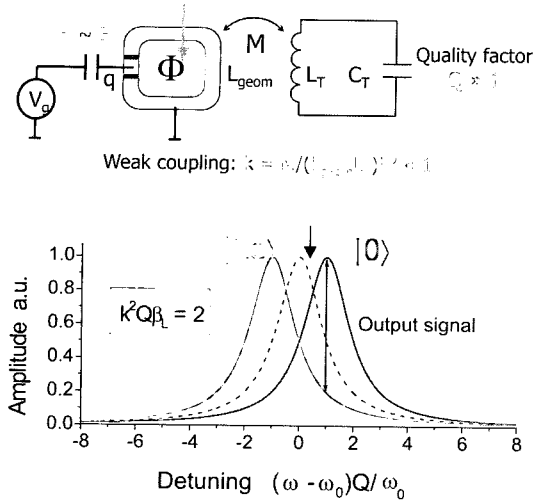 Φ
M
V_g
q
L_geom
L_T
C_T
Quality factor
Weak coupling: k =
|0⟩
k²Qβ_L = 2
Output signal
Amplitude a.u.
1.0
0.8
0.6
0.4
0.2
0.0
-8 -6 -4 -2 0 2 4 6 8
Detuning (ω - ω₀)Q/ω₀